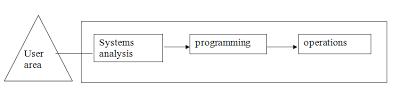 User
area
Systems
analysis
programming
operations